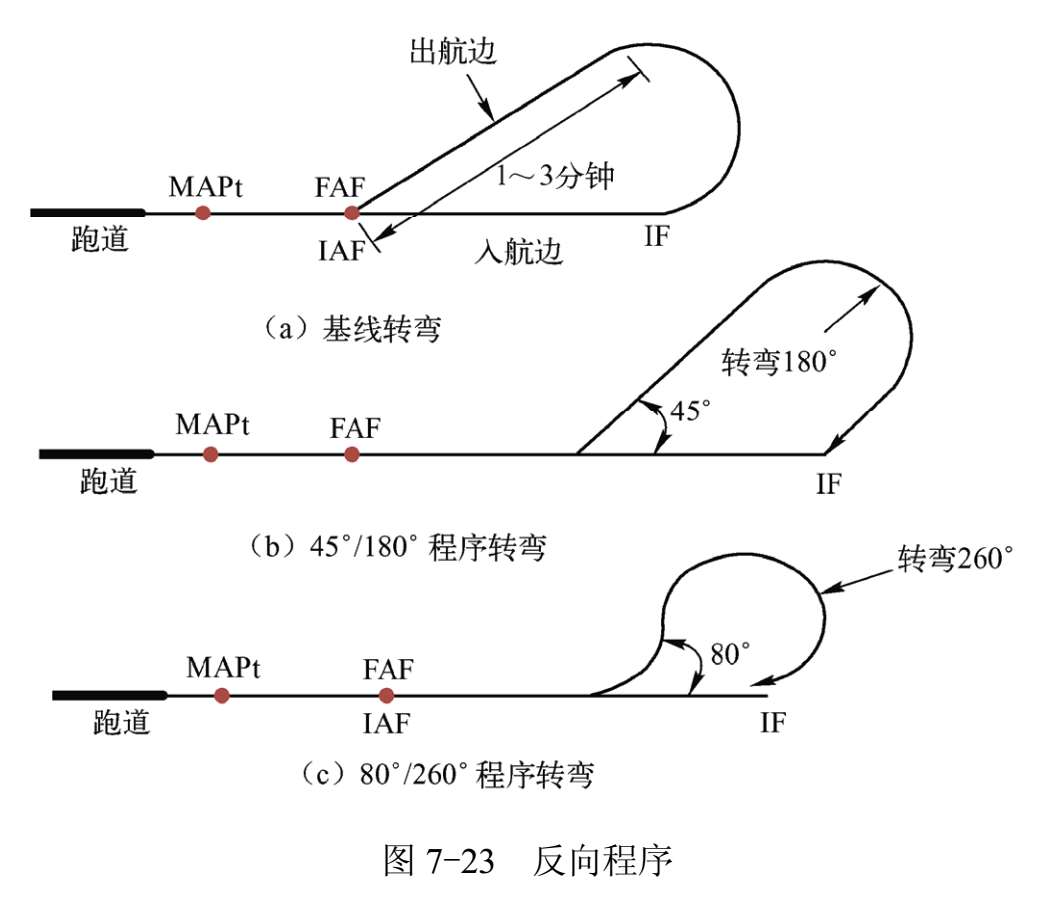 出航边
1～3分钟
MAPt
FAF
跑道
IAF
入航边
IF
（a）基线转弯
转弯180°
45°
MAPt
FAF
跑道
IF
（b）45°/180° 程序转弯
转弯260°
80°
MAPt
FAF
跑道
IAF
IF
（c）80°/260° 程序转弯
图 7-23 反向程序